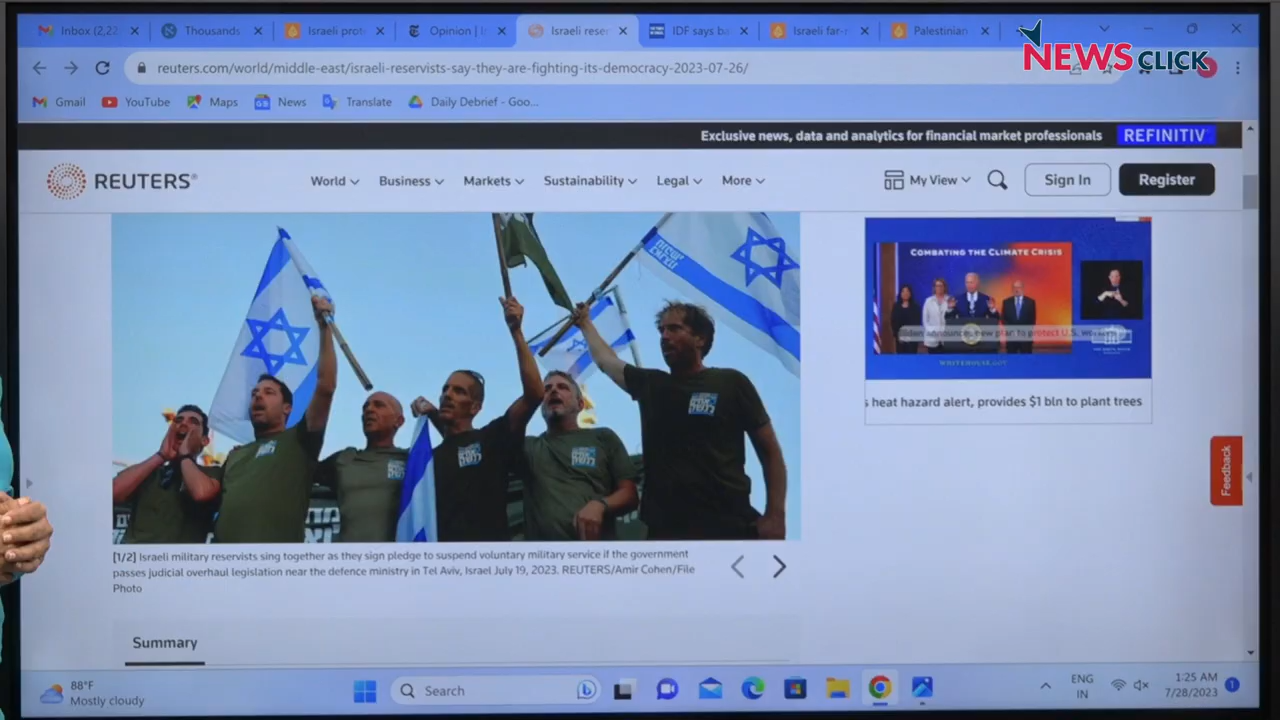 Inbox (2,22
Thousands
Israeli prot
Opinion | I
Israeli rese
IDF says ba
Israeli far-r
Palestinian
NEWSCLICK
reuters.com/world/middle-east/israeli-reservists-say-they-are-fighting-its-democracy-2023-07-26/
Gmail
YouTube
Maps
News
Translate
Daily Debrief - Goo...
Exclusive news, data and analytics for financial market professionals
REFINITIV
REUTERS®
World
Business
Markets
Sustainability
Legal
More
My View
Sign In
Register
COMBATING THE CLIMATE CRISIS
WHITEHOUSE.GOV
s heat hazard alert, provides $1 bln to plant trees
Feedback
[1/2] Israeli military reservists sing together as they sign pledge to suspend voluntary military service if the government
passes judicial overhaul legislation near the defence ministry in Tel Aviv, Israel July 19, 2023. REUTERS/Amir Cohen/File
Photo
Summary
88°F
Mostly cloudy
Search
ENG
IN
1:25 AM
7/28/2023
1